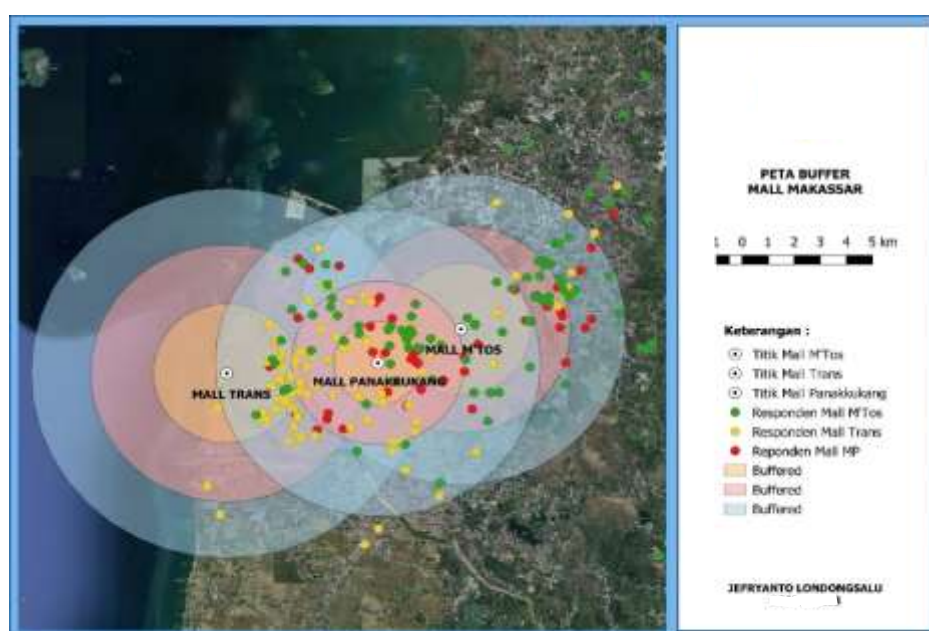 MALL TRANS
MALL PANAKKUKANG
MALL M'TOS
PETA BUFFER
MALL MAKASSAR
1 0 1 2 3 4 5 km
Keterangan :
Titik Mall M'Tos
Titik Mall Trans
Titik Mall Panakkukang
Responden Mall M'Tos
Responden Mall Trans
Reponden Mall MP
Buffered
Buffered
Buffered
JEFRYANTO LONDONGSALU